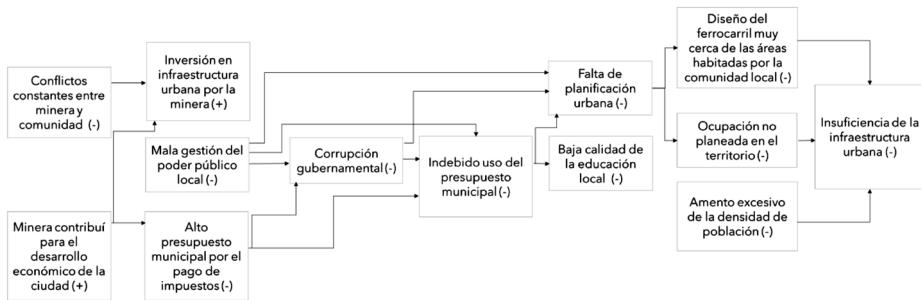 Conflictos
constantes entre
minera y
comunidad (-)
Minera contribuí
para el
desarrollo
económico de la
ciudad (+)
Inversión en
infraestructura
urbana por la
minera (+)
Mala gestión del
poder público
local (-)
Alto
presupuesto
municipal por el
pago de
impuestos (-)
Corrupción
gubernamental (-)
Indebido uso del
presupuesto
municipal (-)
Falta de
planificación
urbana (-)
Baja calidad de
la educación
local (-)
Diseño del
ferrocarril muy
cerca de las áreas
habitadas por la
comunidad local (-)
Ocupación no
planeada en el
territorio (-)
Amento excesivo
de la densidad de
población (-)
Insuficiencia de la
infraestructura
urbana (-)